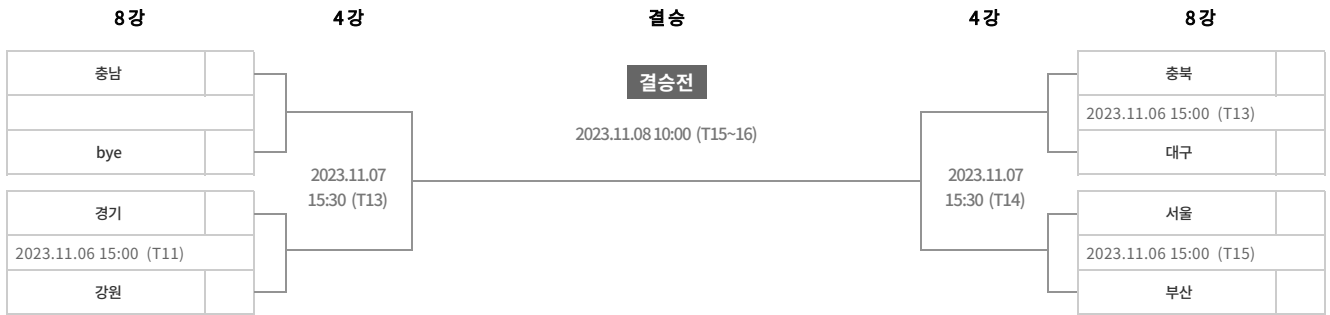 8강 4강 결승 4강 8강
충남
bye
경기
2023.11.06 15:00 (T11)
강원
2023.11.07
15:30 (T13)
결승전
2023.11.08 10:00 (T15~16)
2023.11.07
15:30 (T14)
충북
2023.11.06 15:00 (T13)
대구
서울
2023.11.06 15:00 (T15)
부산